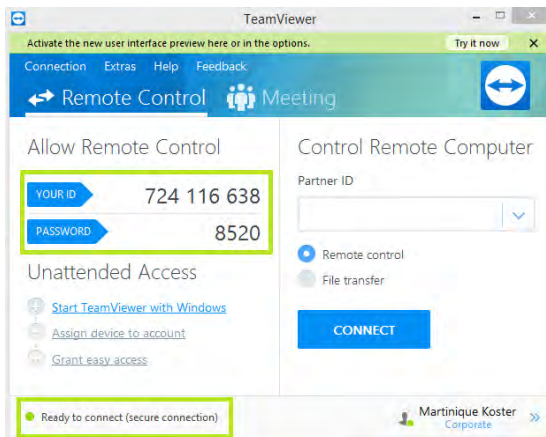 TeamViewer
Activate the new user interface preview here or in the options.
Try it now
Connection Extras Help Feedback
Remote Control
Meeting
Allow Remote Control
YOUR ID
724 116 638
PASSWORD
8520
Unattended Access
Start TeamViewer with Windows
Assign device to account
Grant easy access
Control Remote Computer
Partner ID
Remote control
File transfer
CONNECT
Ready to connect (secure connection)
Martinique Koster
Corporate